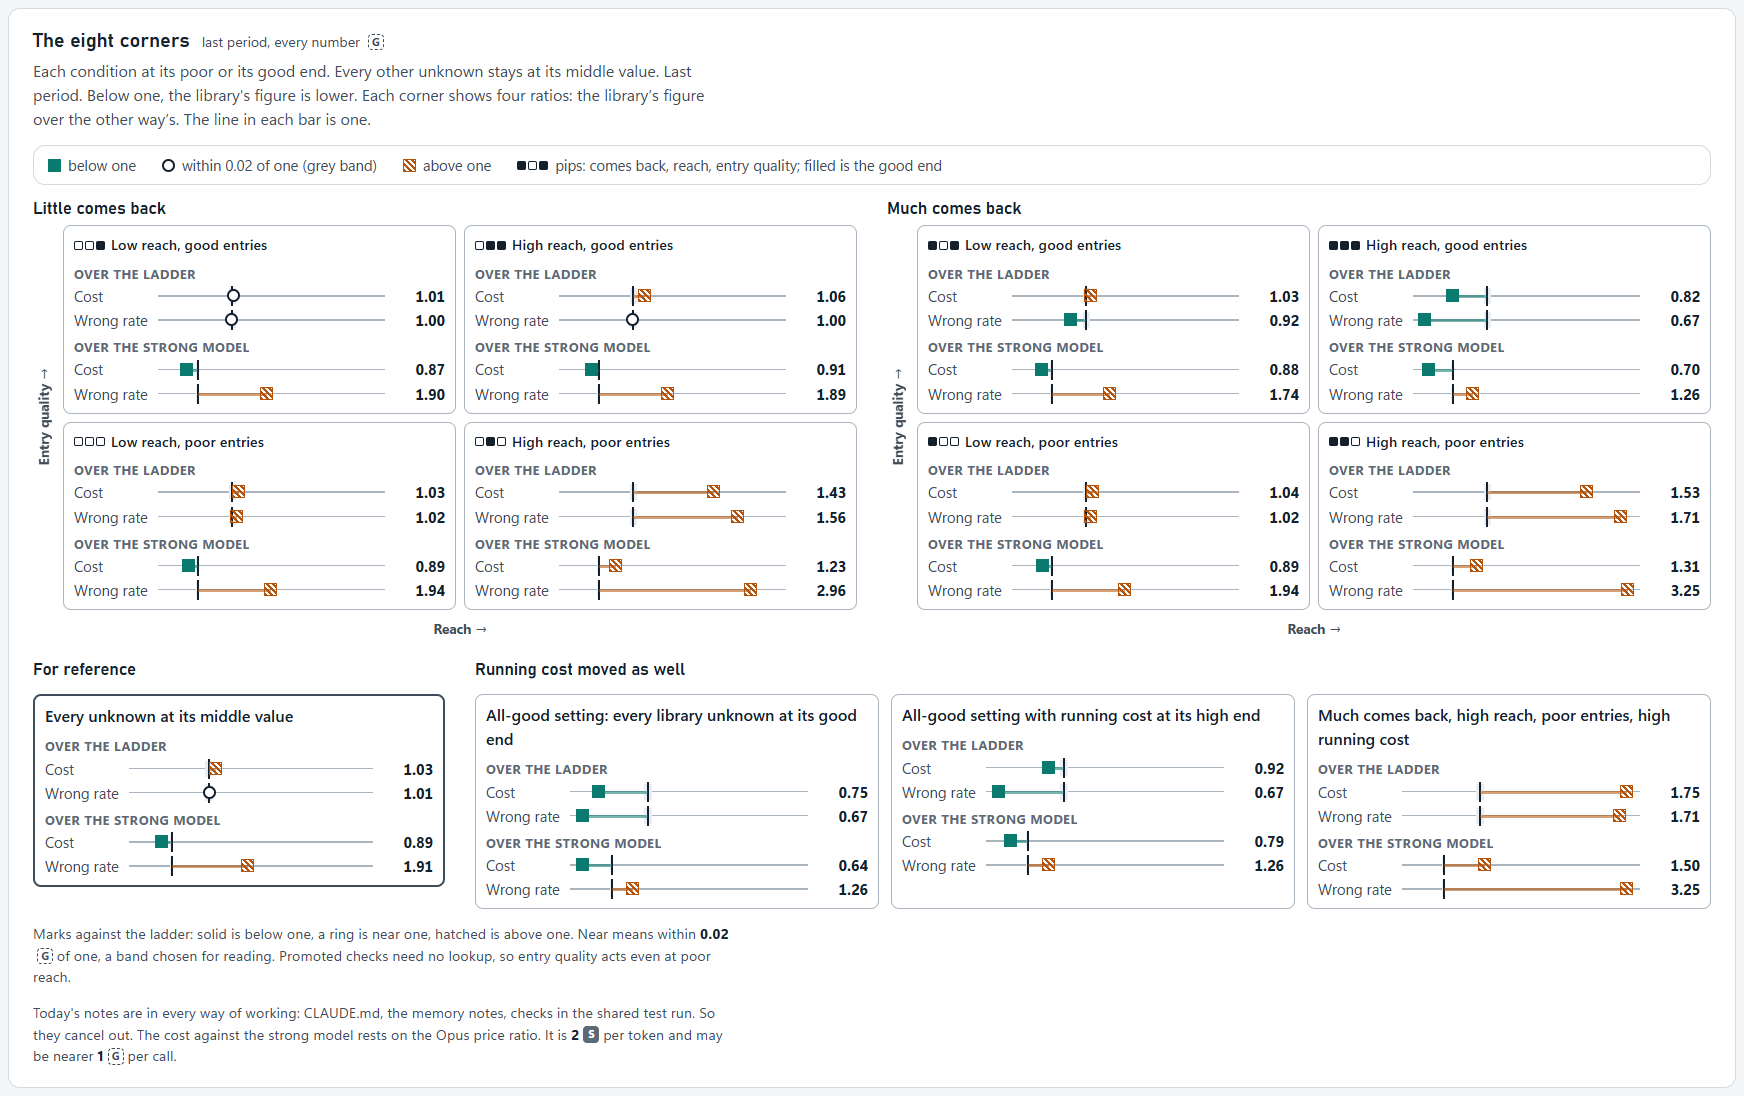 The eight corners last period, every number G
Each condition at its poor or its good end. Every other unknown stays at its middle value. Last
period. Below one, the library's figure is lower. Each corner shows four ratios: the library’s figure
over the other way’s. The line in each bar is one.
below one within 0.02 of one (grey band) above one pips: comes back, reach, entry quality; filled is the good end
Little comes back
Entry quality →
Low reach, good entries
OVER THE LADDER
Cost 1.01
Wrong rate 1.00
OVER THE STRONG MODEL
Cost 0.87
Wrong rate 1.90
High reach, good entries
OVER THE LADDER
Cost 1.06
Wrong rate 1.00
OVER THE STRONG MODEL
Cost 0.91
Wrong rate 1.89
Low reach, poor entries
OVER THE LADDER
Cost 1.03
Wrong rate 1.02
OVER THE STRONG MODEL
Cost 0.89
Wrong rate 1.94
High reach, poor entries
OVER THE LADDER
Cost 1.43
Wrong rate 1.56
OVER THE STRONG MODEL
Cost 1.23
Wrong rate 2.96
Reach →
Much comes back
Entry quality →
Low reach, good entries
OVER THE LADDER
Cost 1.03
Wrong rate 0.92
OVER THE STRONG MODEL
Cost 0.88
Wrong rate 1.74
High reach, good entries
OVER THE LADDER
Cost 0.82
Wrong rate 0.67
OVER THE STRONG MODEL
Cost 0.70
Wrong rate 1.26
Low reach, poor entries
OVER THE LADDER
Cost 1.04
Wrong rate 1.02
OVER THE STRONG MODEL
Cost 0.89
Wrong rate 1.94
High reach, poor entries
OVER THE LADDER
Cost 1.53
Wrong rate 1.71
OVER THE STRONG MODEL
Cost 1.31
Wrong rate 3.25
Reach →
For reference
Every unknown at its middle value
OVER THE LADDER
Cost 1.03
Wrong rate 1.01
OVER THE STRONG MODEL
Cost 0.89
Wrong rate 1.91
Running cost moved as well
All-good setting: every library unknown at its good
end
OVER THE LADDER
Cost 0.75
Wrong rate 0.67
OVER THE STRONG MODEL
Cost 0.64
Wrong rate 1.26
All-good setting with running cost at its high end
OVER THE LADDER
Cost 0.92
Wrong rate 0.67
OVER THE STRONG MODEL
Cost 0.79
Wrong rate 1.26
Much comes back, high reach, poor entries, high
running cost
OVER THE LADDER
Cost 1.75
Wrong rate 1.71
OVER THE STRONG MODEL
Cost 1.50
Wrong rate 3.25
Marks against the ladder: solid is below one, a ring is near one, hatched is above one. Near means within 0.02
G of one, a band chosen for reading. Promoted checks need no lookup, so entry quality acts even at poor
reach.
Today's notes are in every way of working: CLAUDE.md, the memory notes, checks in the shared test run. So
they cancel out. The cost against the strong model rests on the Opus price ratio. It is 2 S per token and may
be nearer 1 G per call.